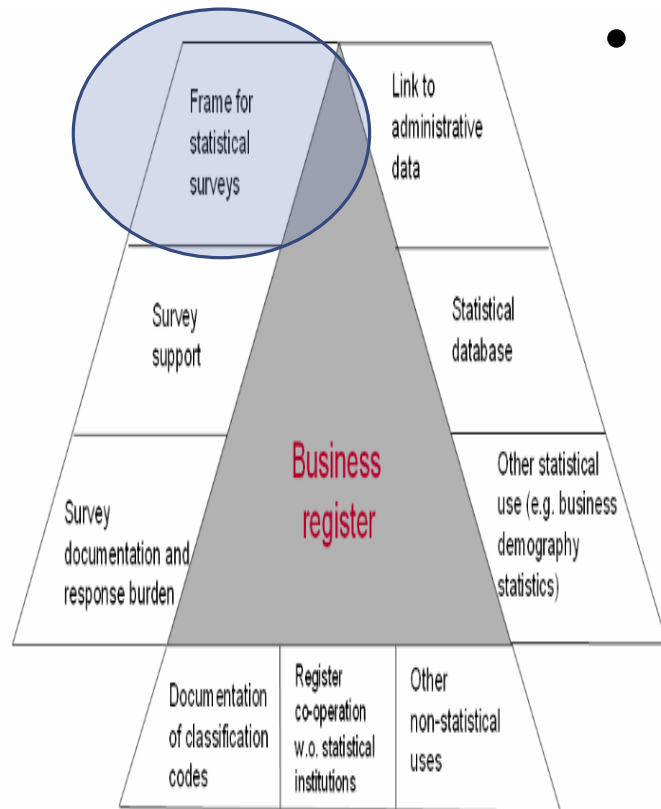 Frame for
statistical
surveys
Link to
administrative
data
Survey
support
Statistical
database
Business
register
Survey
documentation and
response burden
Other statistical
use (e.g. business
demography
statistics)
Documentation
of classification
codes
Register
co-operation
w.o. statistical
institutions
Other
non-statistical
uses